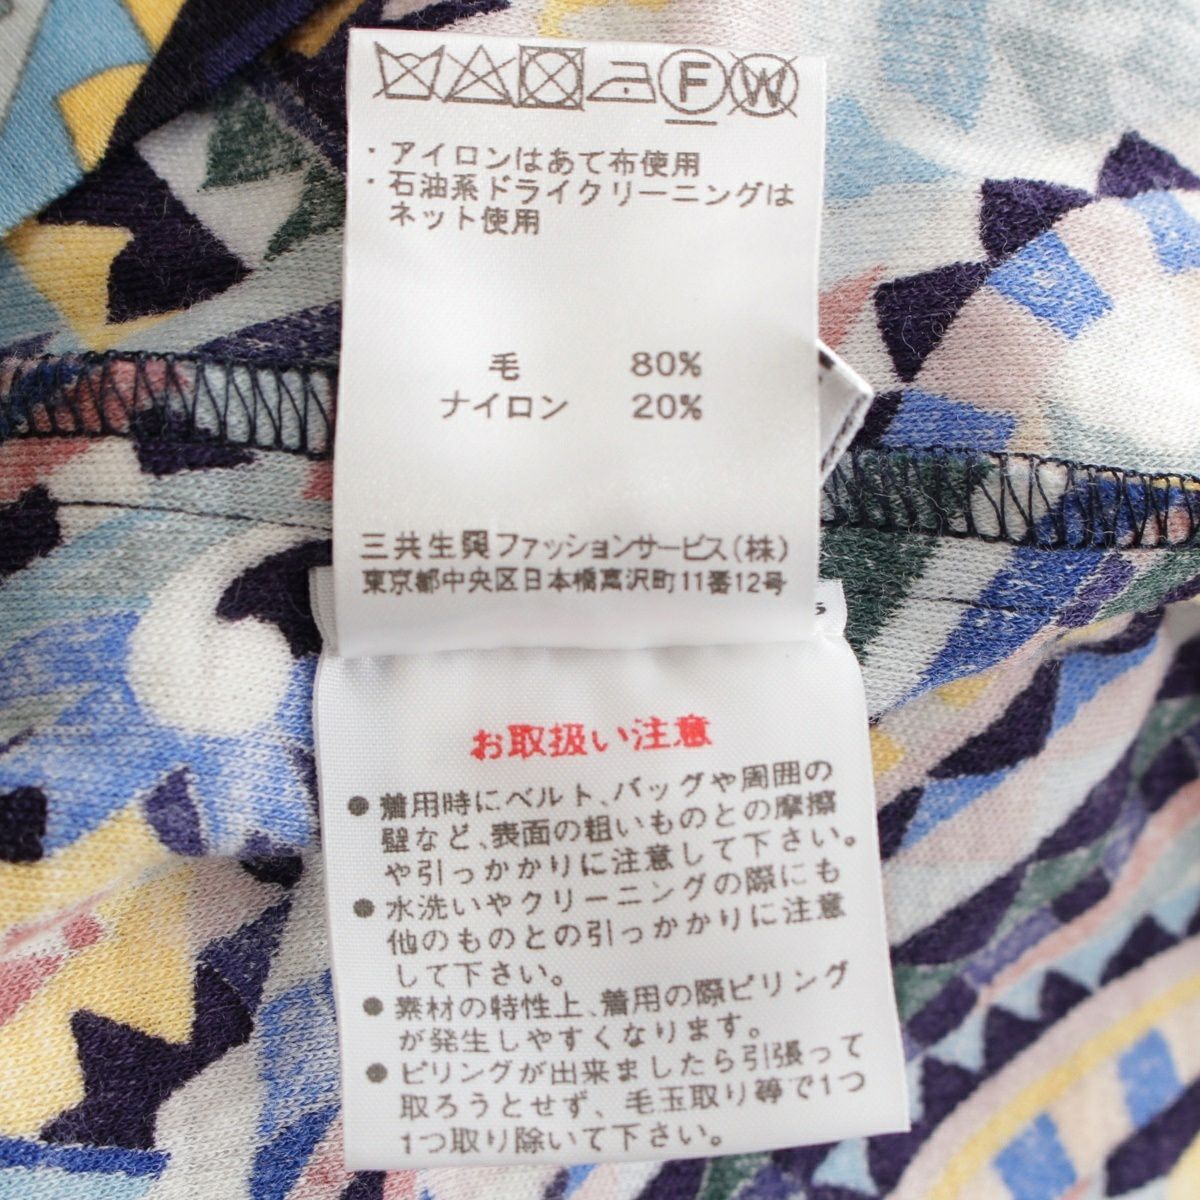 F W
・アイロンはあて布使用
・石油系ドライクリーニングは
ネット使用
毛 80%
ナイロン 20%
三共生興ファッションサービス(株)
東京都中央区日本橋富沢町11番12号
お取扱い注意
●着用時にベルト、バッグや周囲の
壁など、表面の粗いものとの摩擦
や引っかかりに注意して下さい。
●水洗いやクリーニングの際にも
他のものとの引っかかりに注意
して下さい。
●素材の特性上、着用の際ピリング
が発生しやすくなります。
●ピリングが出来ましたら引張って
取ろうとせず、毛玉取り等で1つ
1つ取り除いて下さい。